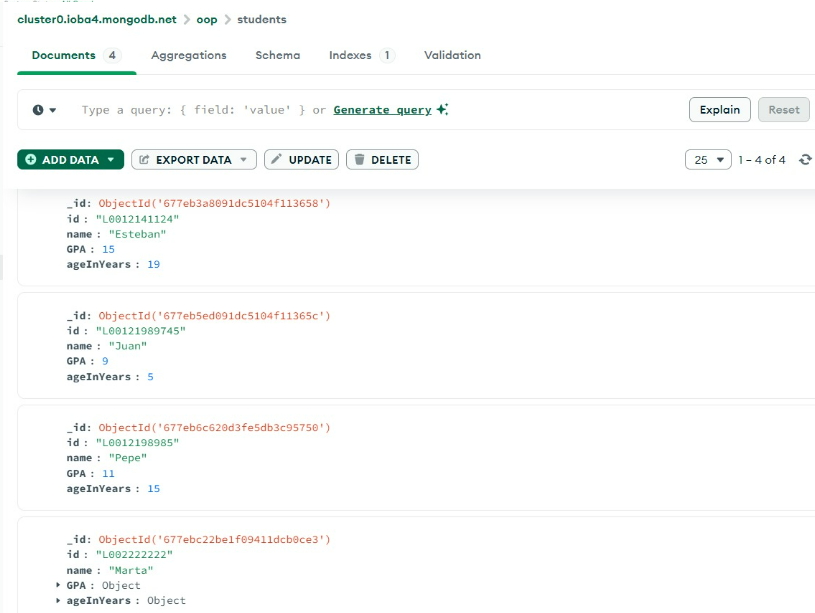 cluster0.ioba4.mongodb.net > oop > students
Documents 4 Aggregations Schema Indexes 1 Validation
Type a query: { field: 'value' } or Generate query
Explain Reset
ADD DATA EXPORT DATA UPDATE DELETE 25 1 – 4 of 4
_id: ObjectId('677eb3a8091dc5104f113658')
id : "L0012141124"
name : "Esteban"
GPA : 15
ageInYears : 19
_id: ObjectId('677eb5ed091dc5104f11365c')
id : "L00121989745"
name : "Juan"
GPA : 9
ageInYears : 5
_id: ObjectId('677eb6c620d3fe5db3c95750')
id : "L0012198985"
name : "Pepe"
GPA : 11
ageInYears : 15
_id: ObjectId('677ebc22be1f09411dcb0ce3')
id : "L002222222"
name : "Marta"
GPA : Object
ageInYears : Object